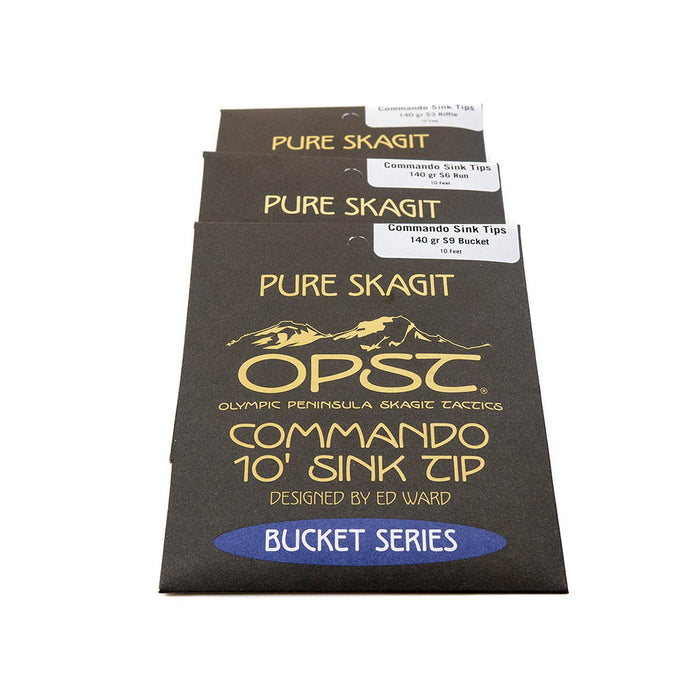 Commando Sink Tips
140 gr S3 Riffle
10 Feet
PURE SKAGIT
Commando Sink Tips
140 gr S6 Run
10 Feet
PURE SKAGIT
Commando Sink Tips
140 gr S9 Bucket
10 Feet
PURE SKAGIT
OPST®
OLYMPIC PENINSULA SKAGIT TACTICS
COMMANDO
10' SINK TIP
DESIGNED BY ED WARD
BUCKET SERIES